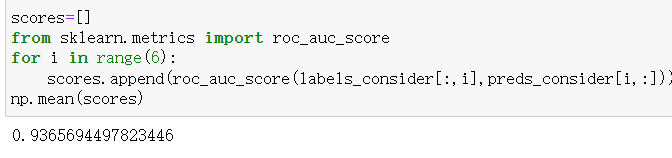 scores=[]
from sklearn.metrics import roc_auc_score
for i in range(6):
    scores.append(roc_auc_score(labels_consider[:,i],preds_consider[i,:]))
np.mean(scores)
0.9365694497823446